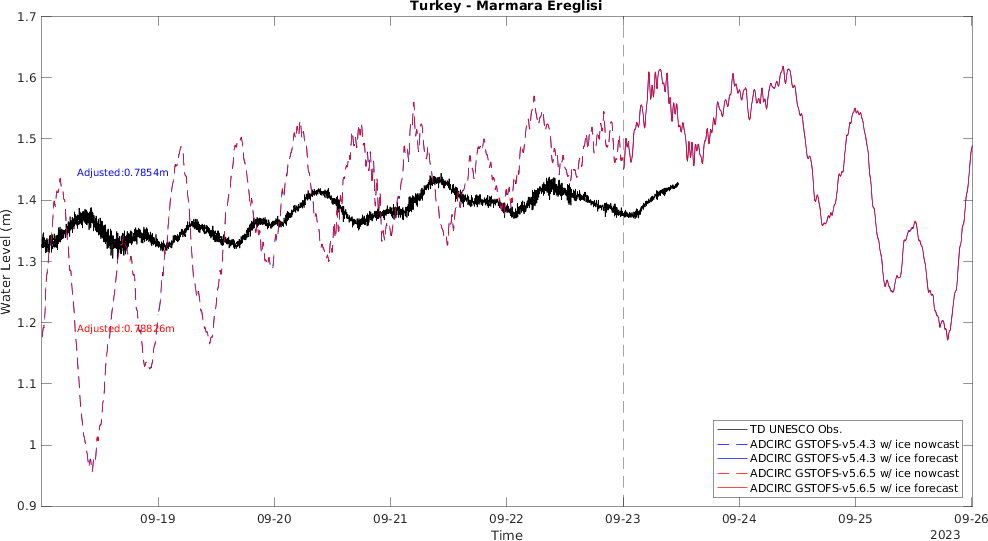 Turkey - Marmara Ereglisi
1.7
1.6
1.5
1.4
1.3
1.2
1.1
1
0.9
Water Level (m)
Adjusted:0.7854m
Adjusted:0.78826m
TD UNESCO Obs.
ADCIRC GSTOFS-v5.4.3 w/ ice nowcast
ADCIRC GSTOFS-v5.4.3 w/ ice forecast
ADCIRC GSTOFS-v5.6.5 w/ ice nowcast
ADCIRC GSTOFS-v5.6.5 w/ ice forecast
09-19 09-20 09-21 09-22 09-23 09-24 09-25 09-26
Time
2023